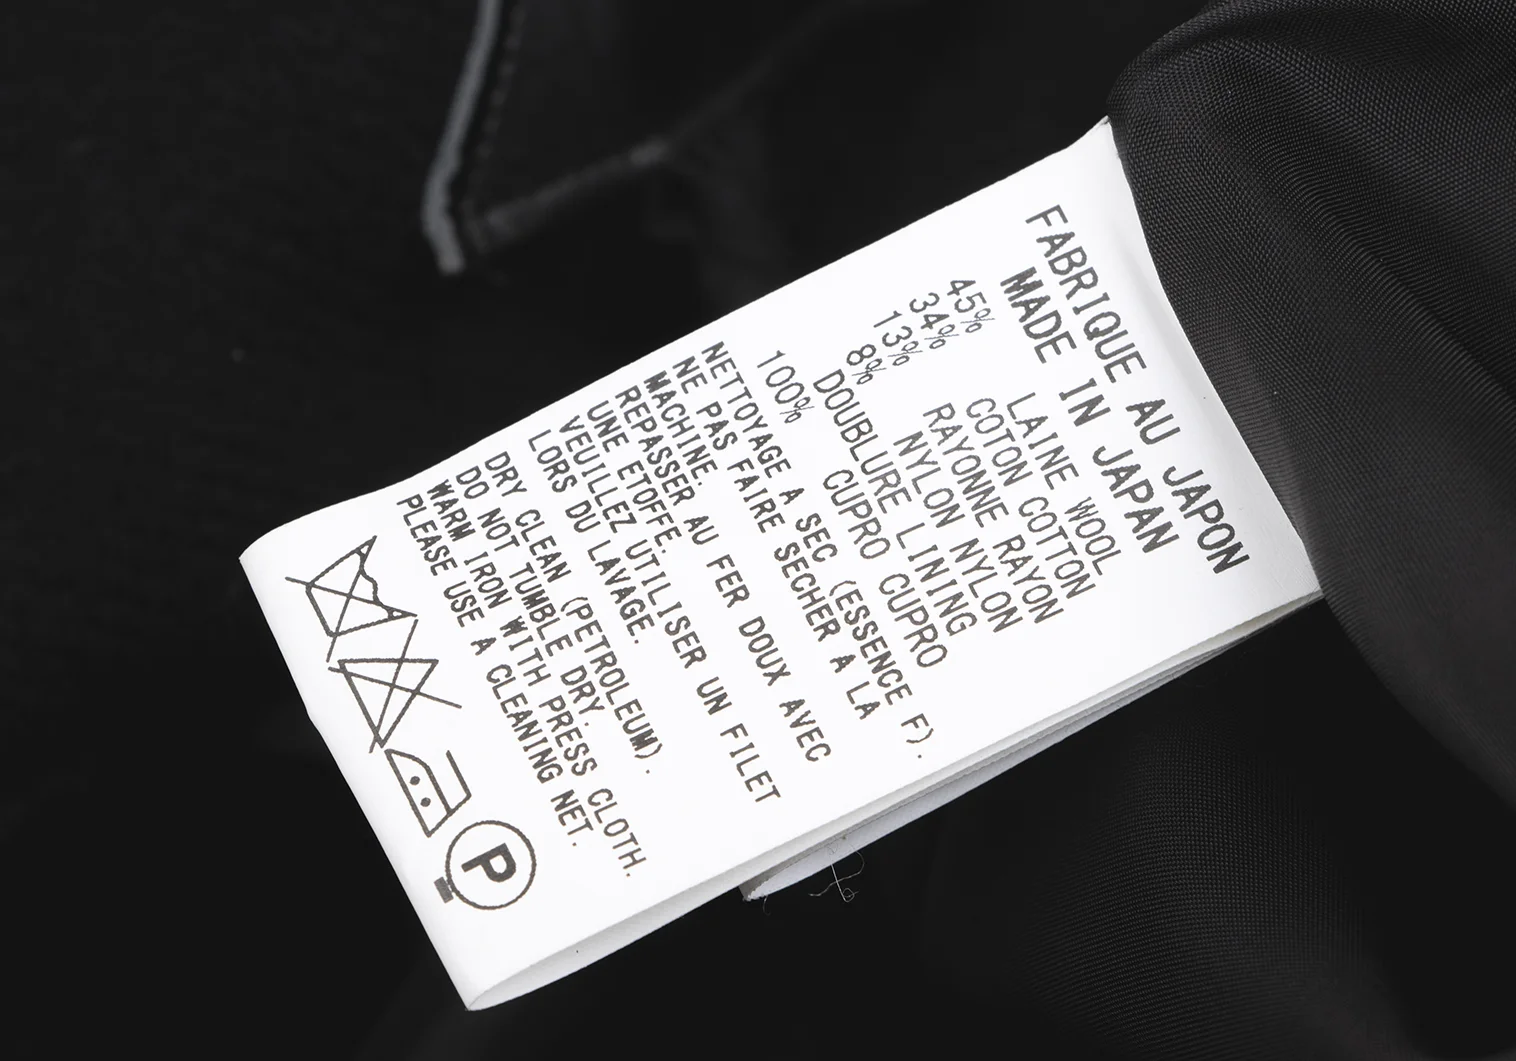 FABRIQUE AU JAPON
MADE IN JAPAN
45% LAINE WOOL
34% COTON COTTON
13% RAYONNE RAYON
8% NYLON NYLON
DOUBLURE LINING
100% CUPRO CUPRO
NETTOYAGE A SEC (ESSENCE F).
NE PAS FAIRE SECHER A LA
MACHINE.
REPASSER AU FER DOUX AVEC
UNE ETOFFE.
VEUILLEZ UTILISER UN FILET
LORS DU LAVAGE.
DRY CLEAN (PETROLEUM).
DO NOT TUMBLE DRY.
WARM IRON WITH PRESS CLOTH.
PLEASE USE A CLEANING NET.
P